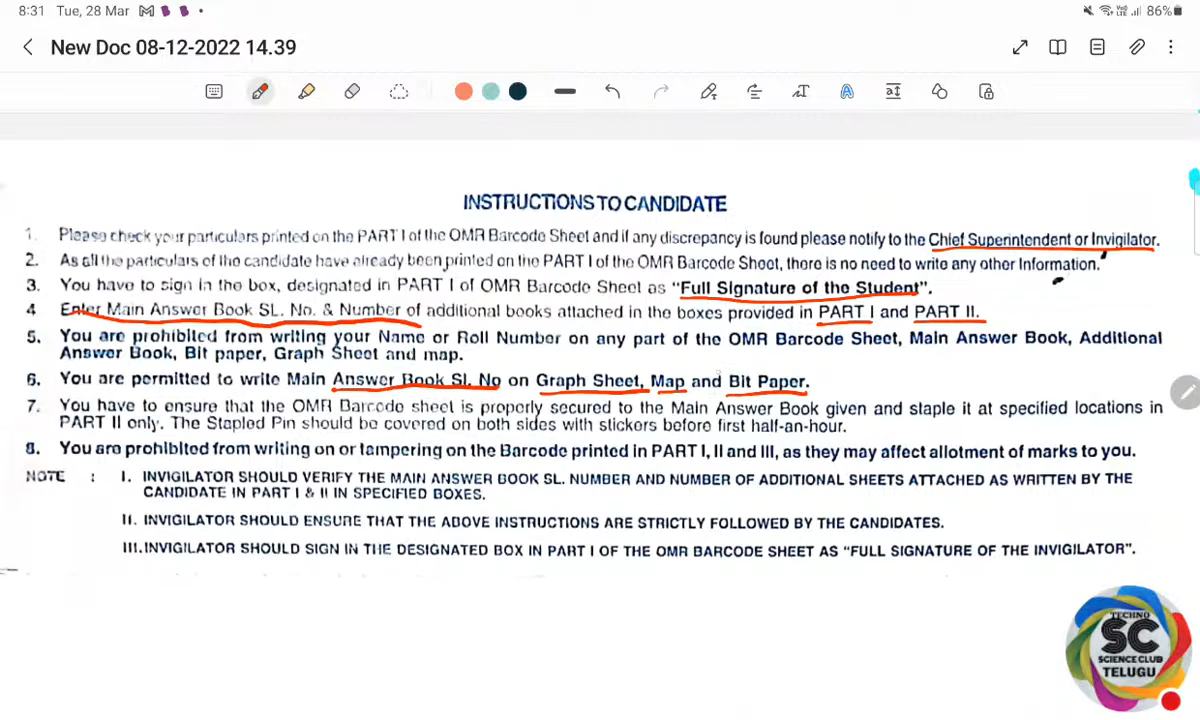 8:31 Tue, 28 Mar 86%
New Doc 08-12-2022 14.39
INSTRUCTIONS TO CANDIDATE
1. Please check your particulars printed on the PART I of the OMR Barcode Sheet and if any discrepancy is found please notify to the Chief Superintendent or Invigilator.
2. As all the particulars of the candidate have already been printed on the PART I of the OMR Barcode Sheet, there is no need to write any other Information.
3. You have to sign in the box, designated in PART I of OMR Barcode Sheet as “Full Signature of the Student”.
4 Enter Main Answer Book SL. No. & Number of additional books attached in the boxes provided in PART I and PART II.
5. You are prohibited from writing your Name or Roll Number on any part of the OMR Barcode Sheet, Main Answer Book, Additional
Answer Book, Bit paper, Graph Sheet and map.
6. You are permitted to write Main Answer Book Sl. No on Graph Sheet, Map and Bit Paper.
7. You have to ensure that the OMR Barcode sheet is properly secured to the Main Answer Book given and staple it at specified locations in
PART II only. The Stapled Pin should be covered on both sides with stickers before first half-an-hour.
8. You are prohibited from writing on or tampering on the Barcode printed in PART I, II and III, as they may affect allotment of marks to you.
NOTE : I. INVIGILATOR SHOULD VERIFY THE MAIN ANSWER BOOK SL. NUMBER AND NUMBER OF ADDITIONAL SHEETS ATTACHED AS WRITTEN BY THE
CANDIDATE IN PART I & II IN SPECIFIED BOXES.
II. INVIGILATOR SHOULD ENSURE THAT THE ABOVE INSTRUCTIONS ARE STRICTLY FOLLOWED BY THE CANDIDATES.
III. INVIGILATOR SHOULD SIGN IN THE DESIGNATED BOX IN PART I OF THE OMR BARCODE SHEET AS “FULL SIGNATURE OF THE INVIGILATOR”.
TECHNO
SC
SCIENCE CLUB
TELUGU